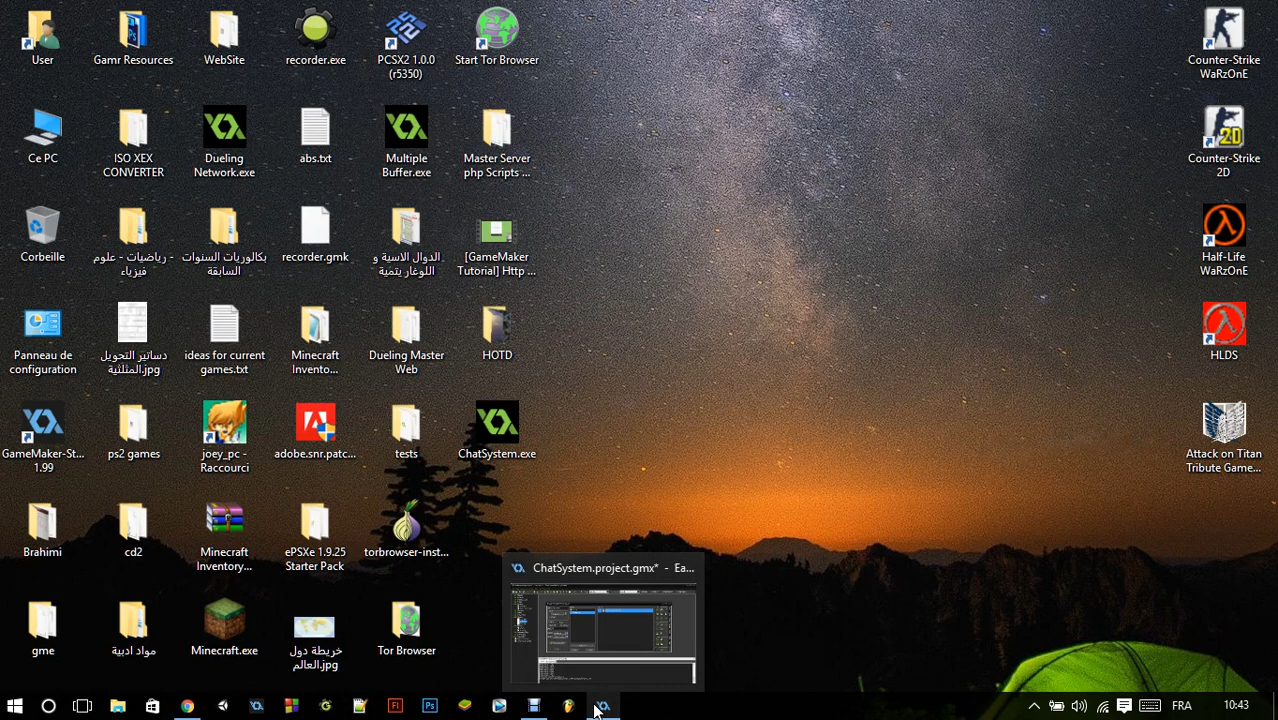 User
Gamr Resources
WebSite
recorder.exe
PCSX2 1.0.0
(r5350)
Start Tor Browser
Counter-Strike
WaRzOnE
Ce PC
ISO XEX
CONVERTER
Dueling
Network.exe
abs.txt
Multiple
Buffer.exe
Master Server
php Scripts ...
Counter-Strike
2D
Corbeille
رياضيات - علوم -
فيزياء
بكالوريات السنوات
السابقة
recorder.gmk
الدوال الاسية و
اللوغاريتمية
[GameMaker
Tutorial] Http ...
Half-Life
WaRzOnE
Panneau de
configuration
دساتير التحويل
المثلثية.jpg
ideas for current
games.txt
Minecraft
Invento...
Dueling Master
Web
HOTD
HLDS
GameMaker-St...
1.99
ps2 games
joey_pc -
Raccourci
adobe.snr.patc...
tests
ChatSystem.exe
Attack on Titan
Tribute Game...
Brahimi
cd2
Minecraft
Inventory...
ePSXe 1.9.25
Starter Pack
torbrowser-inst...
ChatSystem.project.gmx* - Ea...
gme
مواد ادبية
Minecraft.exe
خريطة دول
العالم.jpg
Tor Browser
FRA
10:43